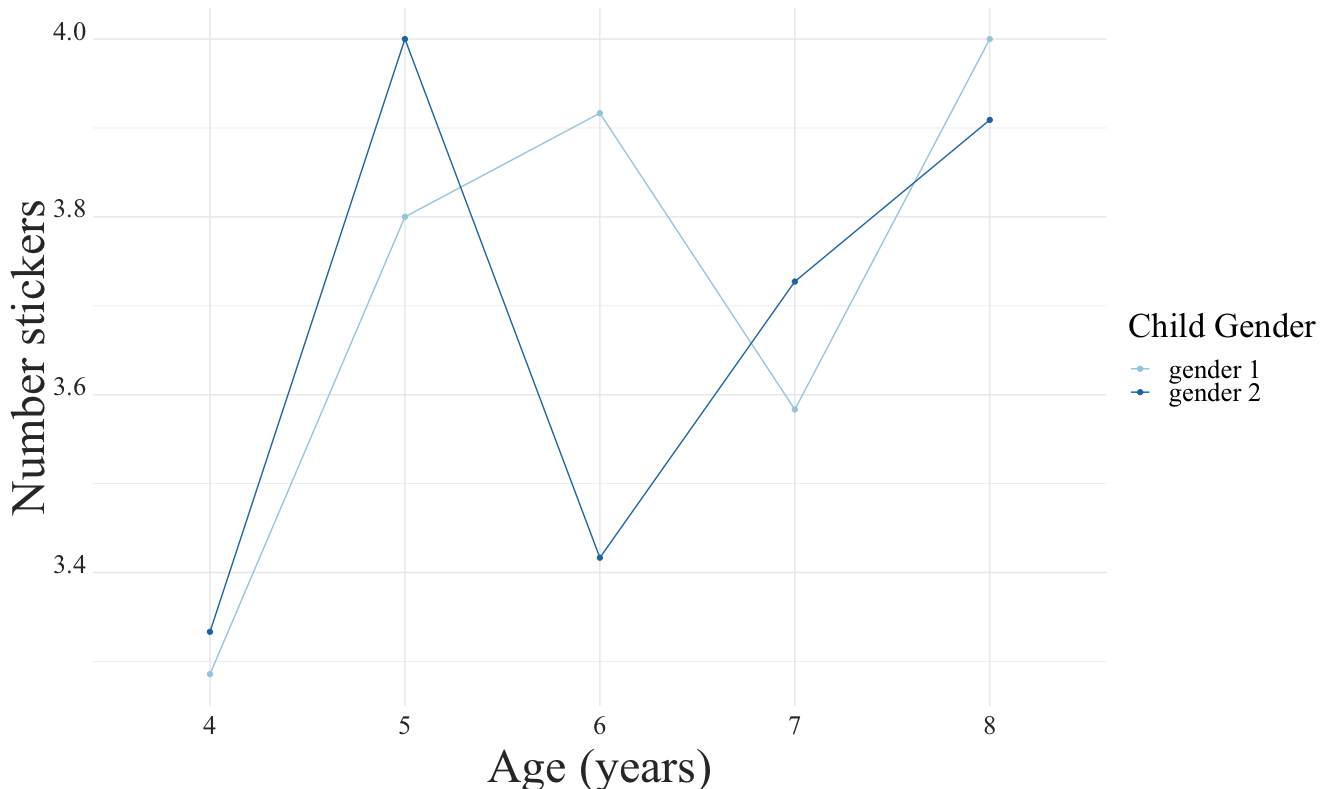 4.0
3.8
3.6
3.4
Number stickers
4 5 6 7 8
Age (years)
Child Gender
gender 1
gender 2